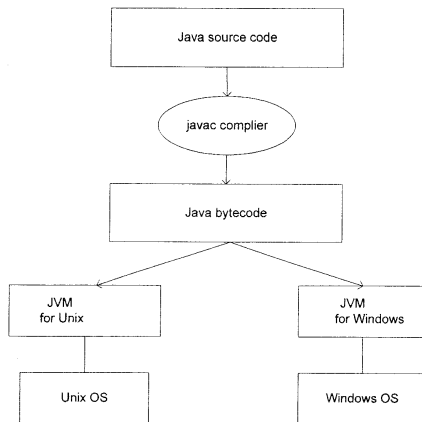 Java source code
javac complier
Java bytecode
JVM
for Unix
JVM
for Windows
Unix OS
Windows OS